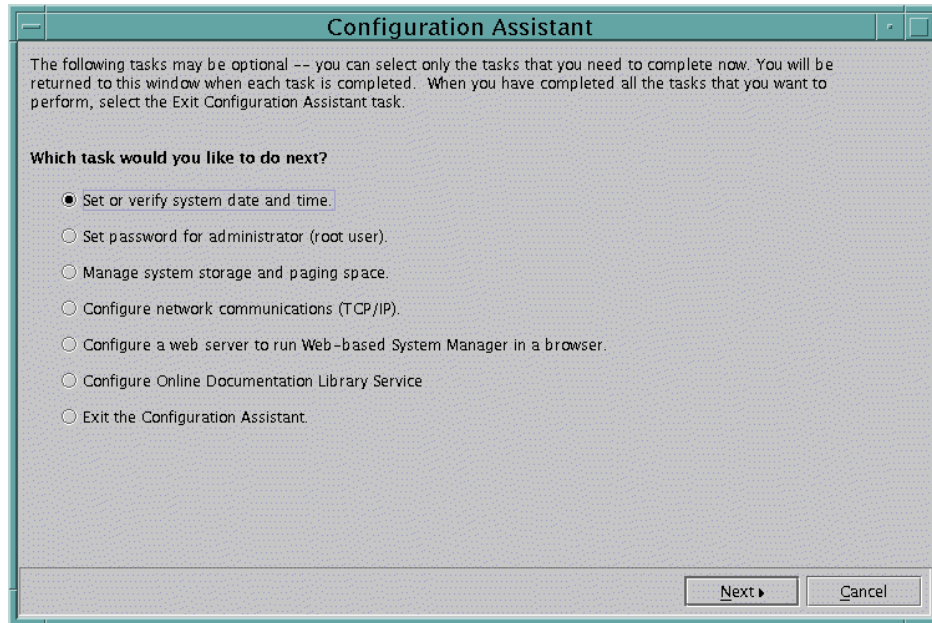 Configuration Assistant
The following tasks may be optional -- you can select only the tasks that you need to complete now. You will be
returned to this window when each task is completed.  When you have completed all the tasks that you want to
perform, select the Exit Configuration Assistant task.
Which task would you like to do next?
Set or verify system date and time.
Set password for administrator (root user).
Manage system storage and paging space.
Configure network communications (TCP/IP).
Configure a web server to run Web-based System Manager in a browser.
Configure Online Documentation Library Service
Exit the Configuration Assistant.
Next
Cancel